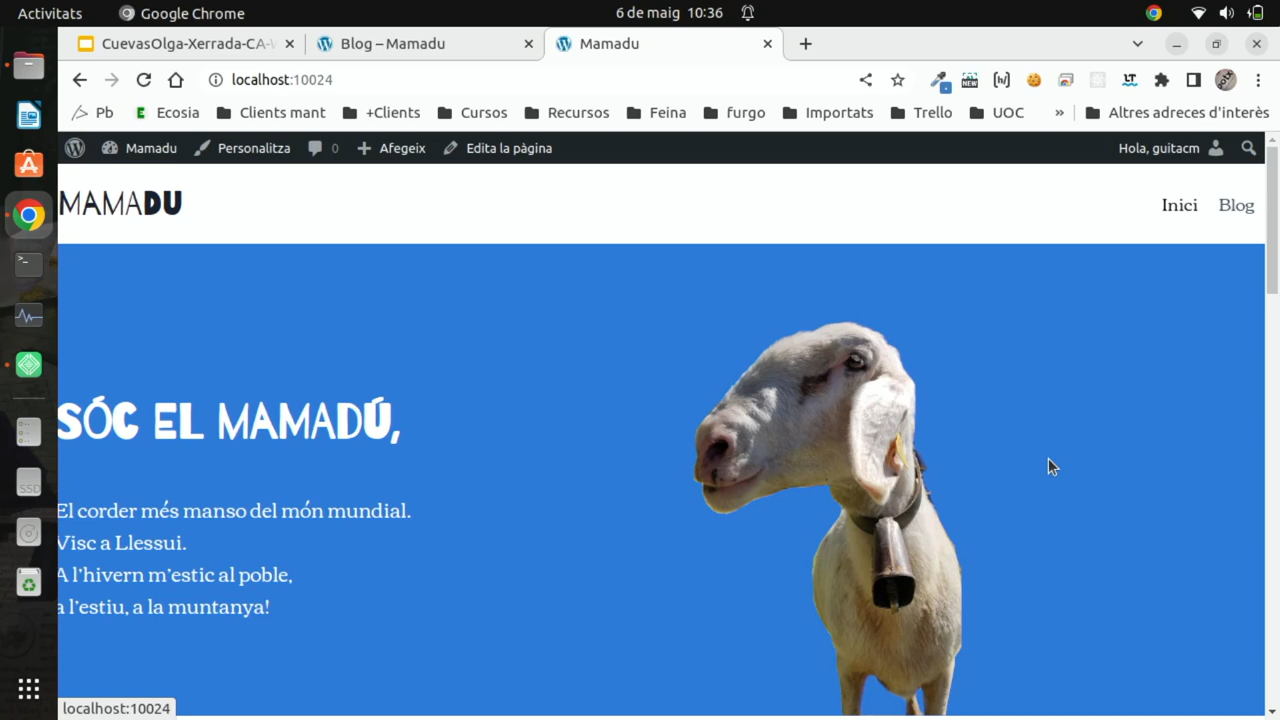 Activitats
Google Chrome
6 de maig 10:36
CuevasOlga-Xerrada-CA-
Blog – Mamadu
Mamadu
localhost:10024
Pb
Ecosia
Clients mant
+Clients
Cursos
Recursos
Feina
furgo
Importats
Trello
UOC
»
Altres adreces d'interès
Mamadu
Personalitza
0
Afegeix
Edita la pàgina
Hola, guitacm
MAMADU
Inici
Blog
SÓC EL MAMADÚ,
El corder més manso del món mundial.
Visc a Llessui.
A l'hivern m'estic al poble,
a l'estiu, a la muntanya!
SSD
localhost:10024